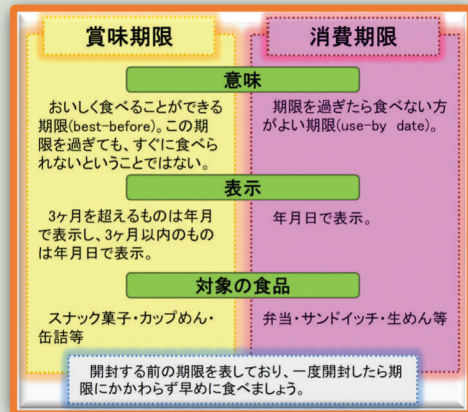 賞味期限
消費期限
意味
おいしく食べることができる
期限(best-before)。この期
限を過ぎても、すぐに食べら
れないということではない。
期限を過ぎたら食べない方
がよい期限(use-by date)。
表示
3ヶ月を超えるものは年月
で表示し、3ヶ月以内のもの
は年月日で表示。
年月日で表示。
対象の食品
スナック菓子・カップめん・
缶詰等
弁当・サンドイッチ・生めん等
開封する前の期限を表しており、一度開封したら期
限にかかわらず早めに食べましょう。